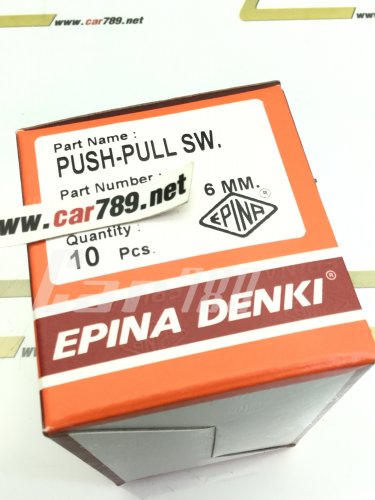 www.car789.net
Part Name :
PUSH-PULL SW.
Part Number :
6 MM.
www.car789.net
EPINA
Quantity :
10 Pcs.
EPINA DENKI®